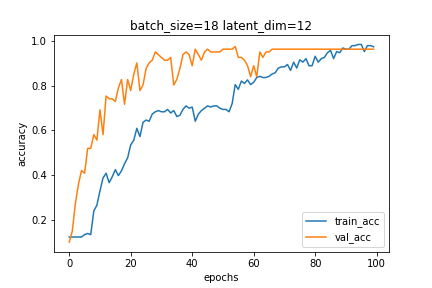 batch_size=18 latent_dim=12
1.0
0.8
0.6
0.4
0.2
accuracy
train_acc
val_acc
0 20 40 60 80 100
epochs